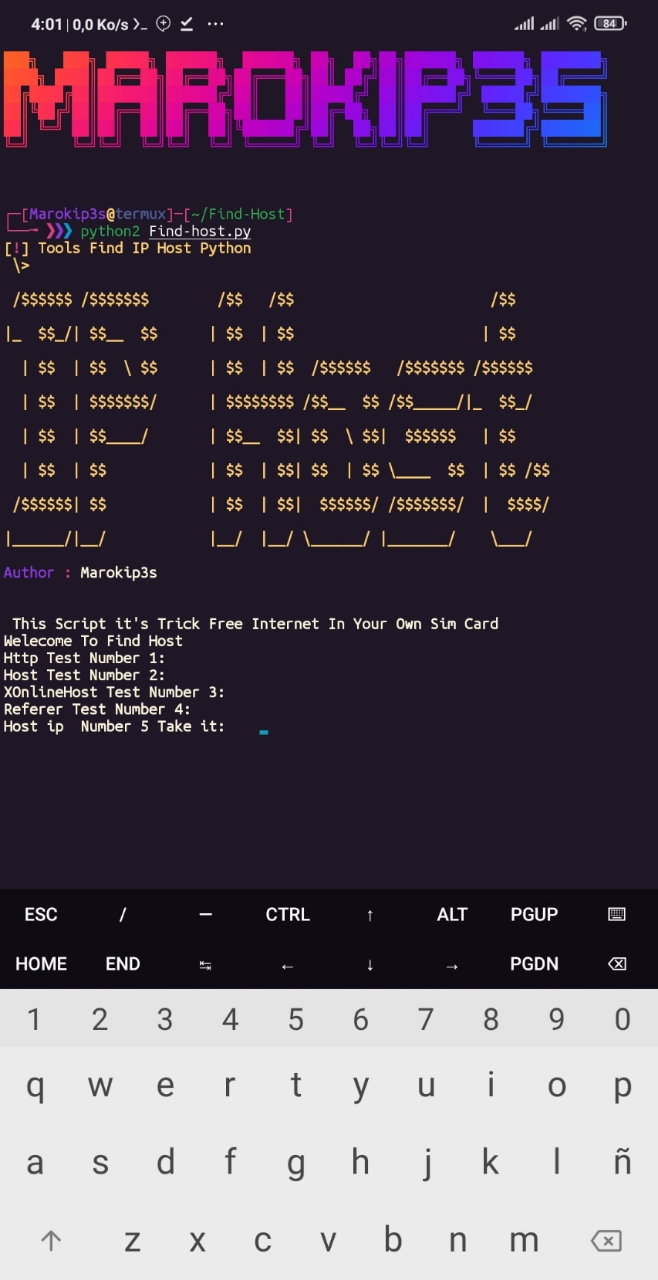 4:01 | 0,0 Ko/s >_ ...
84
MAROKIP3S
┌─[Marokip3s@termux]─[~/Find-Host]
└──╼ ❯❯❯ python2 Find-host.py
[!] Tools Find IP Host Python
 \>
 /$$$$$$ /$$$$$$$        /$$   /$$                       /$$
|_  $$_/| $$__  $$      | $$  | $$                      | $$
  | $$  | $$  \ $$      | $$  | $$  /$$$$$$   /$$$$$$$ /$$$$$$
  | $$  | $$$$$$$/      | $$$$$$$$ /$$__  $$ /$$_____/|_  $$_/
  | $$  | $$____/       | $$__  $$| $$  \ $$|  $$$$$$   | $$
  | $$  | $$            | $$  | $$| $$  | $$ \____  $$  | $$ /$$
 /$$$$$$| $$            | $$  | $$|  $$$$$$/ /$$$$$$$/  |  $$$$/
|______/|__/            |__/  |__/ \______/ |_______/    \___/
Author : Marokip3s
This Script it's Trick Free Internet In Your Own Sim Card
Welecome To Find Host
Http Test Number 1:
Host Test Number 2:
XOnlineHost Test Number 3:
Referer Test Number 4:
Host ip  Number 5 Take it:
ESC / — CTRL ↑ ALT PGUP
HOME END ↹ ← ↓ → PGDN
1 2 3 4 5 6 7 8 9 0
q w e r t y u i o p
a s d f g h j k l ñ
z x c v b n m